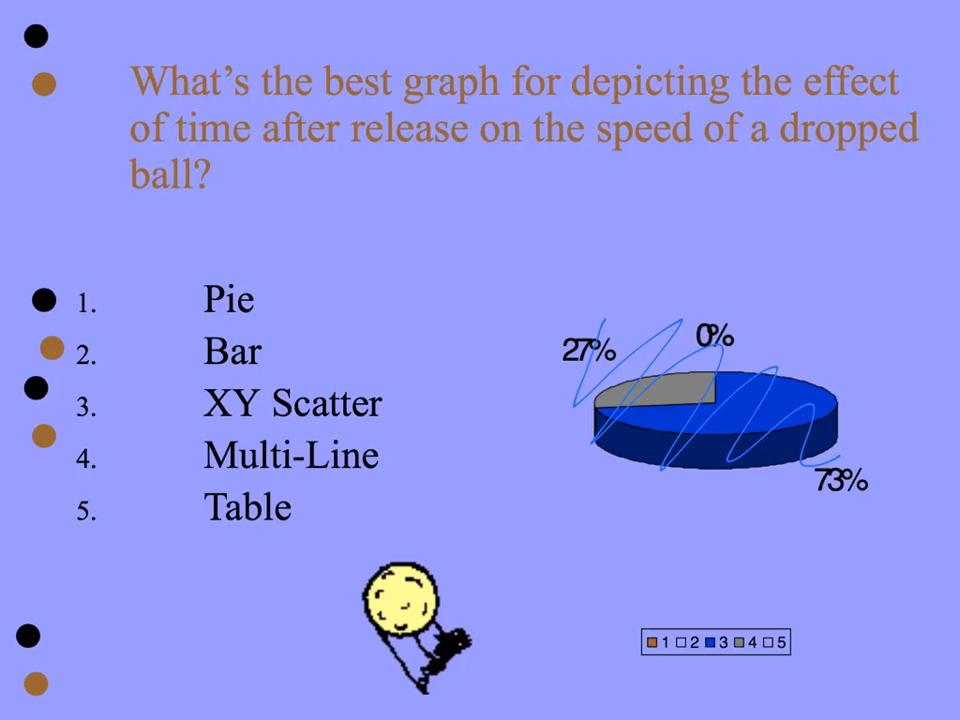 What's the best graph for depicting the effect
of time after release on the speed of a dropped
ball?
1. Pie
2. Bar
3. XY Scatter
4. Multi-Line
5. Table
27%
0%
73%
1 2 3 4 5